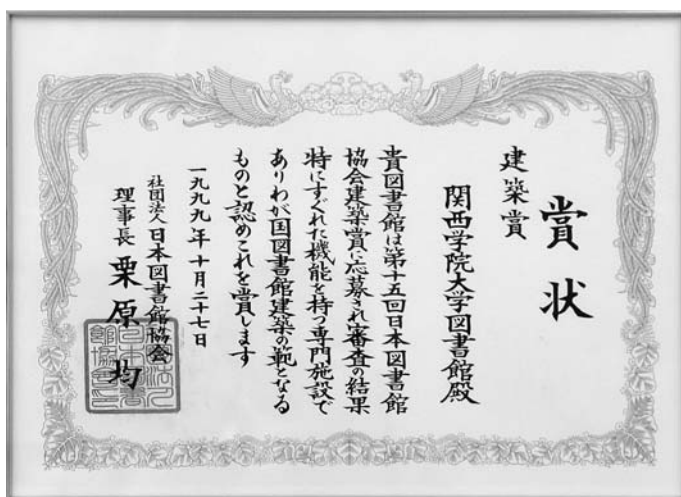 賞状
建築賞
関西学院大学図書館殿
貴図書館は第十五回日本図書館
協会建築賞に応募され審査の結果
特にすぐれた機能を持つ専門施設で
ありわが国図書館建築の範となる
ものと認めこれを賞します
一九九九年十月二十七日
社団法人日本図書館協会
理事長 栗原均